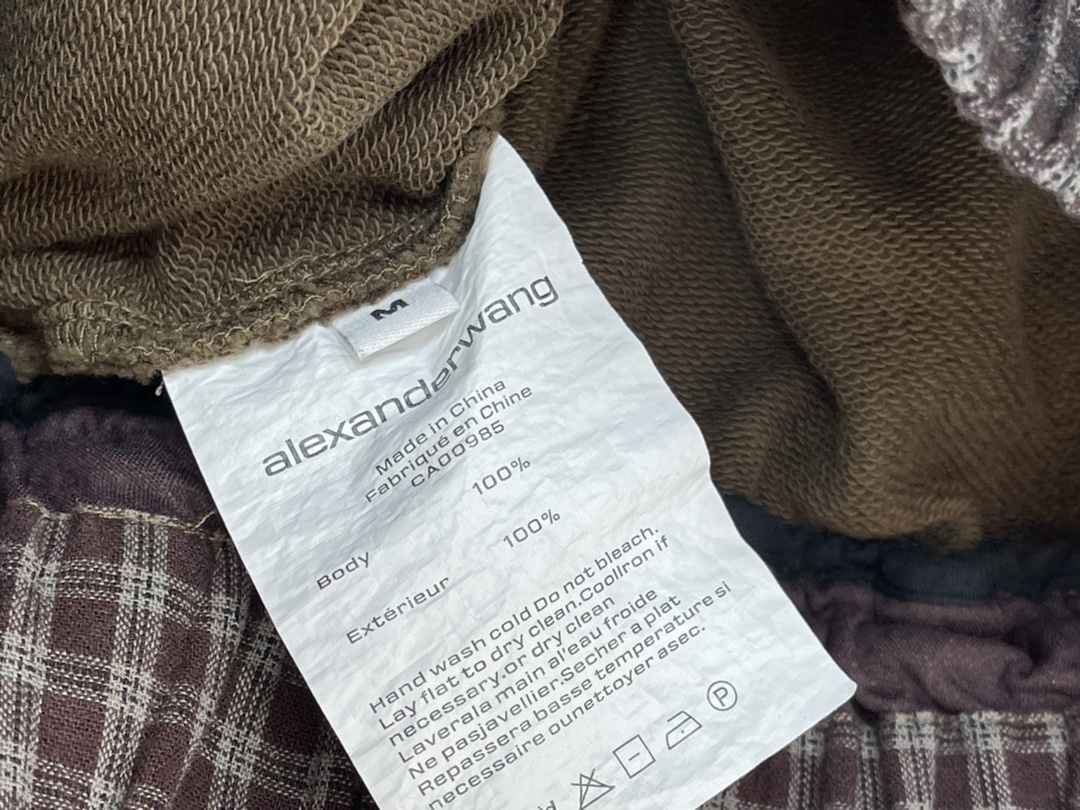 M
alexanderwang
Made in China
Fabriqué en Chine
CA00985
100%
Body
100%
Extérieur
Hand wash cold Do not bleach.
Lay flat to dry clean.CoolIron if
necessary.or dry clean
Laverala main al'eau froide
Ne pasjavellier.Secher a plat
Repassera basse temperature si
necessaire ounettoyer asec.
P